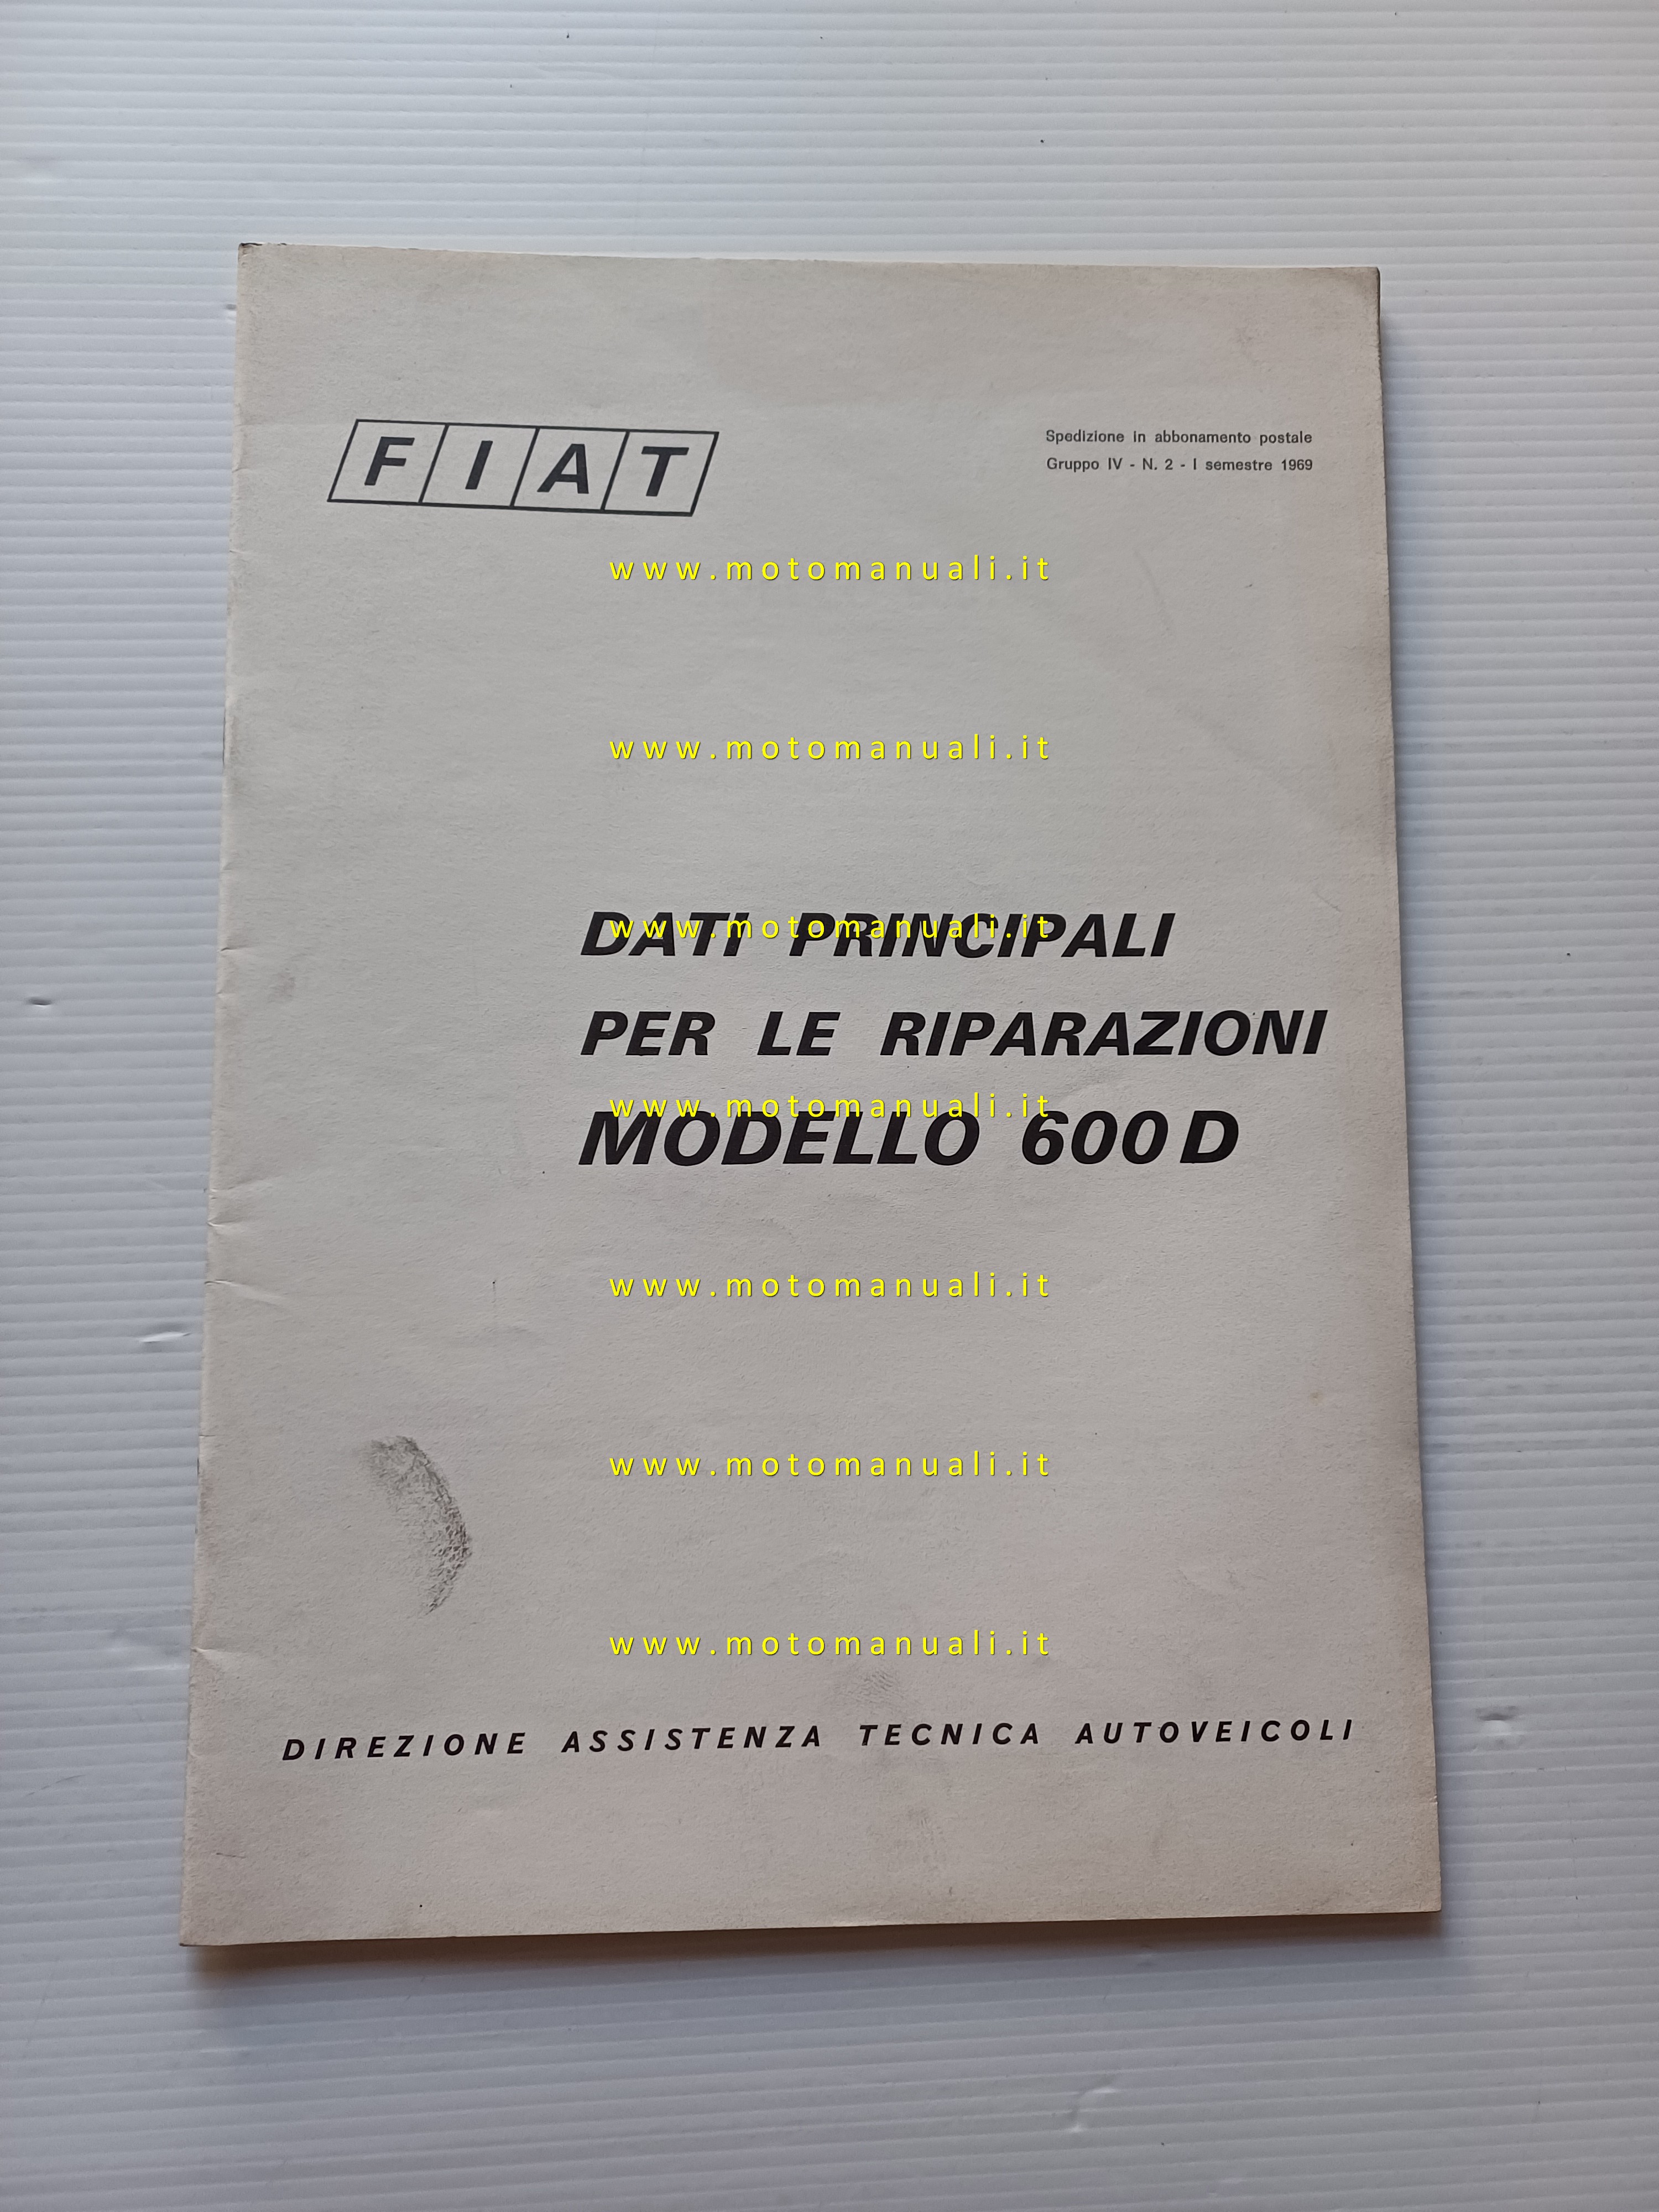 FIAT
Spedizione in abbonamento postale
Gruppo IV - N. 2 - I semestre 1969
www.motomanuali.it
www.motomanuali.it
www.motomanuali.it
DATI PRINCIPALI
PER LE RIPARAZIONI
www.motomanuali.it
MODELLO 600 D
www.motomanuali.it
www.motomanuali.it
www.motomanuali.it
DIREZIONE ASSISTENZA TECNICA AUTOVEICOLI